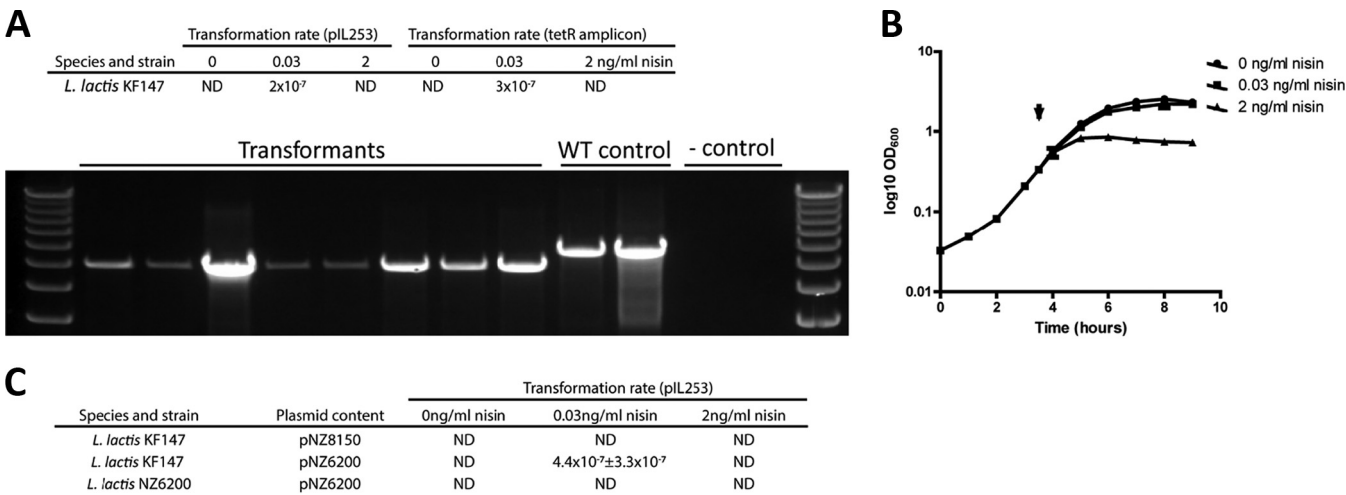 A
Transformation rate (pIL253) Transformation rate (tetR amplicon)
Species and strain 0 0.03 2 0 0.03 2 ng/ml nisin
L. lactis KF147 ND 2x10⁻⁷ ND ND 3x10⁻⁷ ND
Transformants WT control - control
B
log10 OD₆₀₀
10
1
0.1
0.01
0 2 4 6 8 10
Time (hours)
0 ng/ml nisin
0.03 ng/ml nisin
2 ng/ml nisin
C
Transformation rate (pIL253)
Species and strain Plasmid content 0ng/ml nisin 0.03ng/ml nisin 2ng/ml nisin
L. lactis KF147 pNZ8150 ND ND ND
L. lactis KF147 pNZ6200 ND 4.4x10⁻⁷±3.3x10⁻⁷ ND
L. lactis NZ6200 pNZ6200 ND ND ND